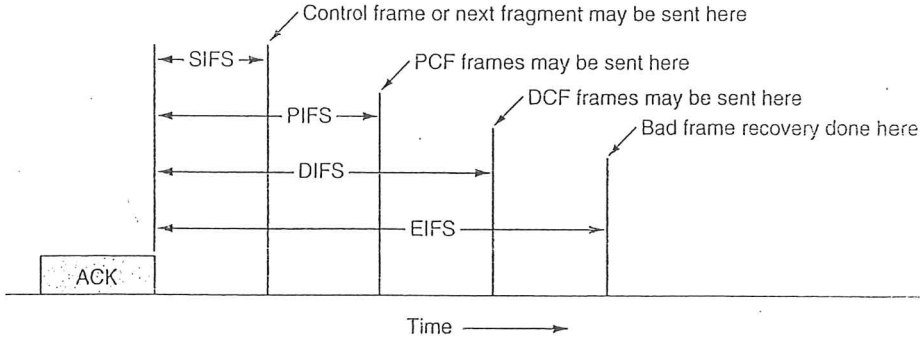 Control frame or next fragment may be sent here
SIFS
PCF frames may be sent here
PIFS
DCF frames may be sent here
DIFS
Bad frame recovery done here
EIFS
ACK
Time